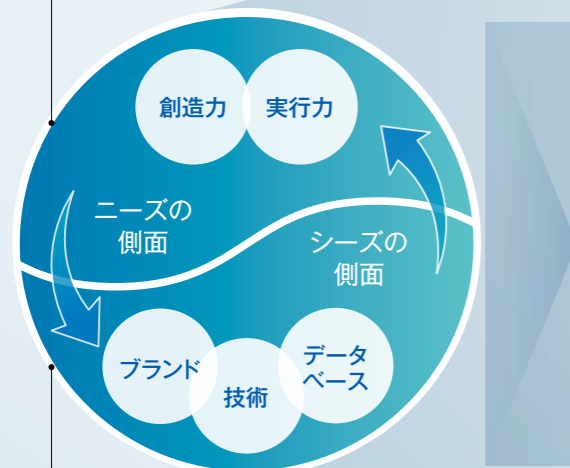 創造力
実行力
ニーズの
側面
シーズの
側面
ブランド
技術
データ
ベース